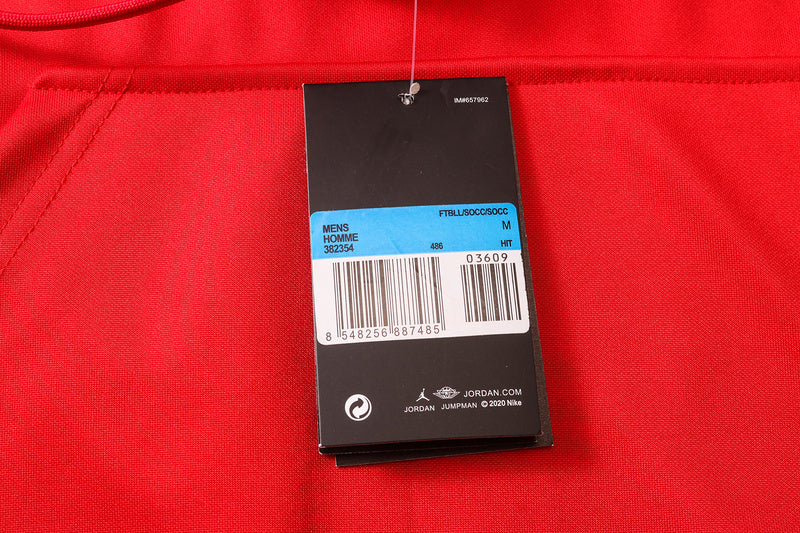 IM#657962
FTBLL/SOCC/SOCC
MENS M
HOMME
382354 486 HIT
03609
8 548256 887485
JORDAN.COM
JORDAN JUMPMAN © 2020 Nike